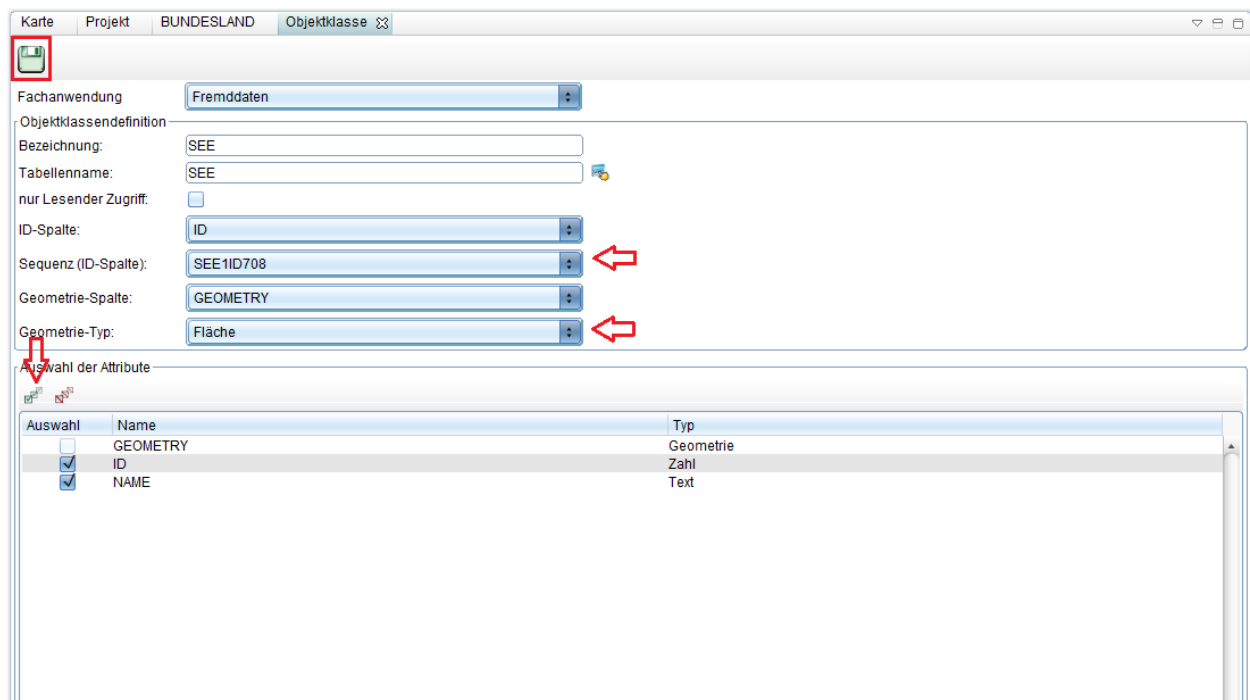 Karte Projekt BUNDESLAND Objektklasse
Fachanwendung Fremddaten
Objektklassendefinition
Bezeichnung: SEE
Tabellenname: SEE
nur Lesender Zugriff:
ID-Spalte: ID
Sequenz (ID-Spalte): SEE1ID708
Geometrie-Spalte: GEOMETRY
Geometrie-Typ: Fläche
Auswahl der Attribute
Auswahl Name Typ
GEOMETRY Geometrie
ID Zahl
NAME Text